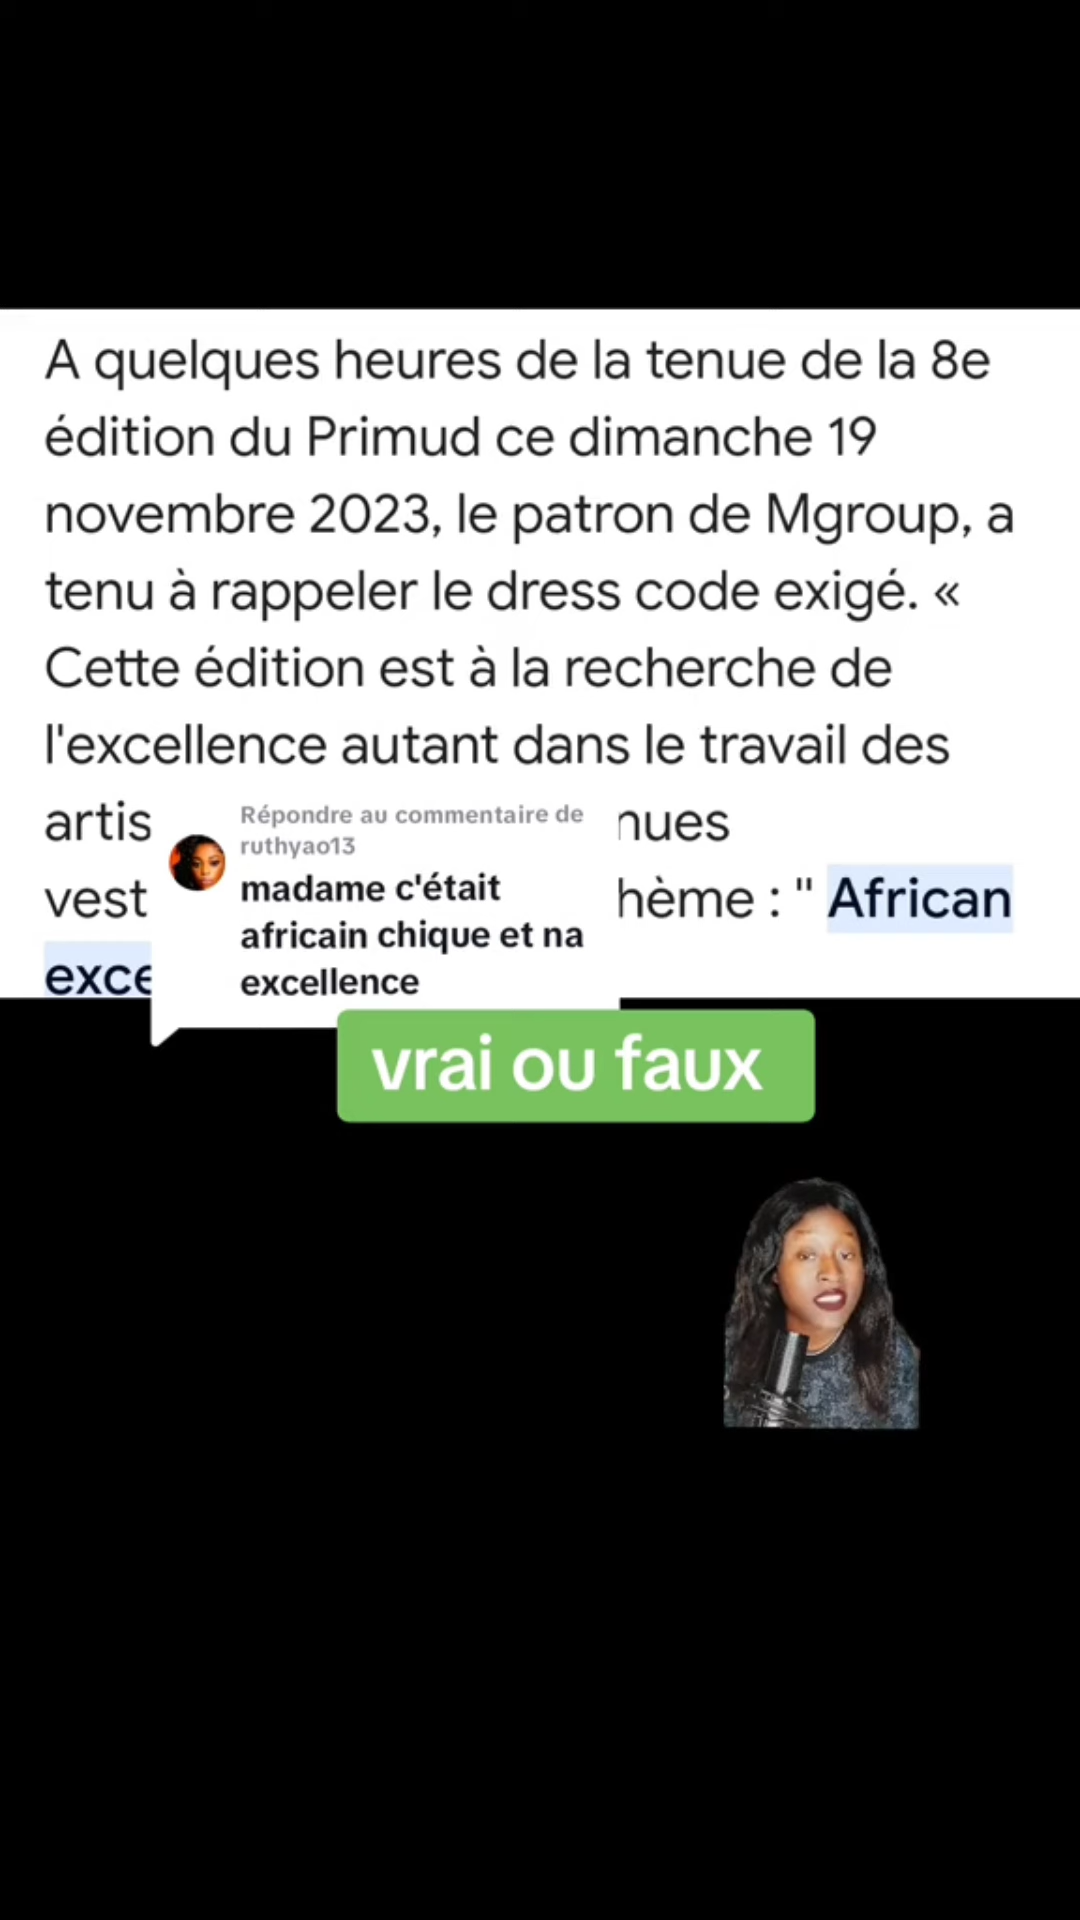 A quelques heures de la tenue de la 8e
édition du Primud ce dimanche 19
novembre 2023, le patron de Mgroup, a
tenu à rappeler le dress code exigé. «
Cette édition est à la recherche de
l'excellence autant dans le travail des
artis
nues
vest
hème : " African
exce
Répondre au commentaire de
ruthyao13
madame c'était
africain chique et na
excellence
vrai ou faux